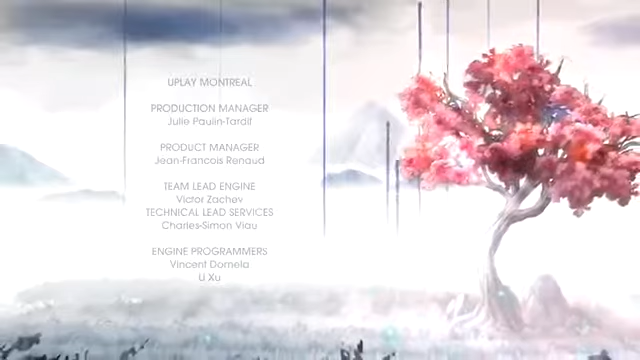 UPLAY MONTREAL
PRODUCTION MANAGER
Julie Paulin-Tardif
PRODUCT MANAGER
Jean-Francois Renaud
TEAM LEAD ENGINE
Victor Zachev
TECHNICAL LEAD SERVICES
Charles-Simon Viau
ENGINE PROGRAMMERS
Vincent Dornela
Li Xu